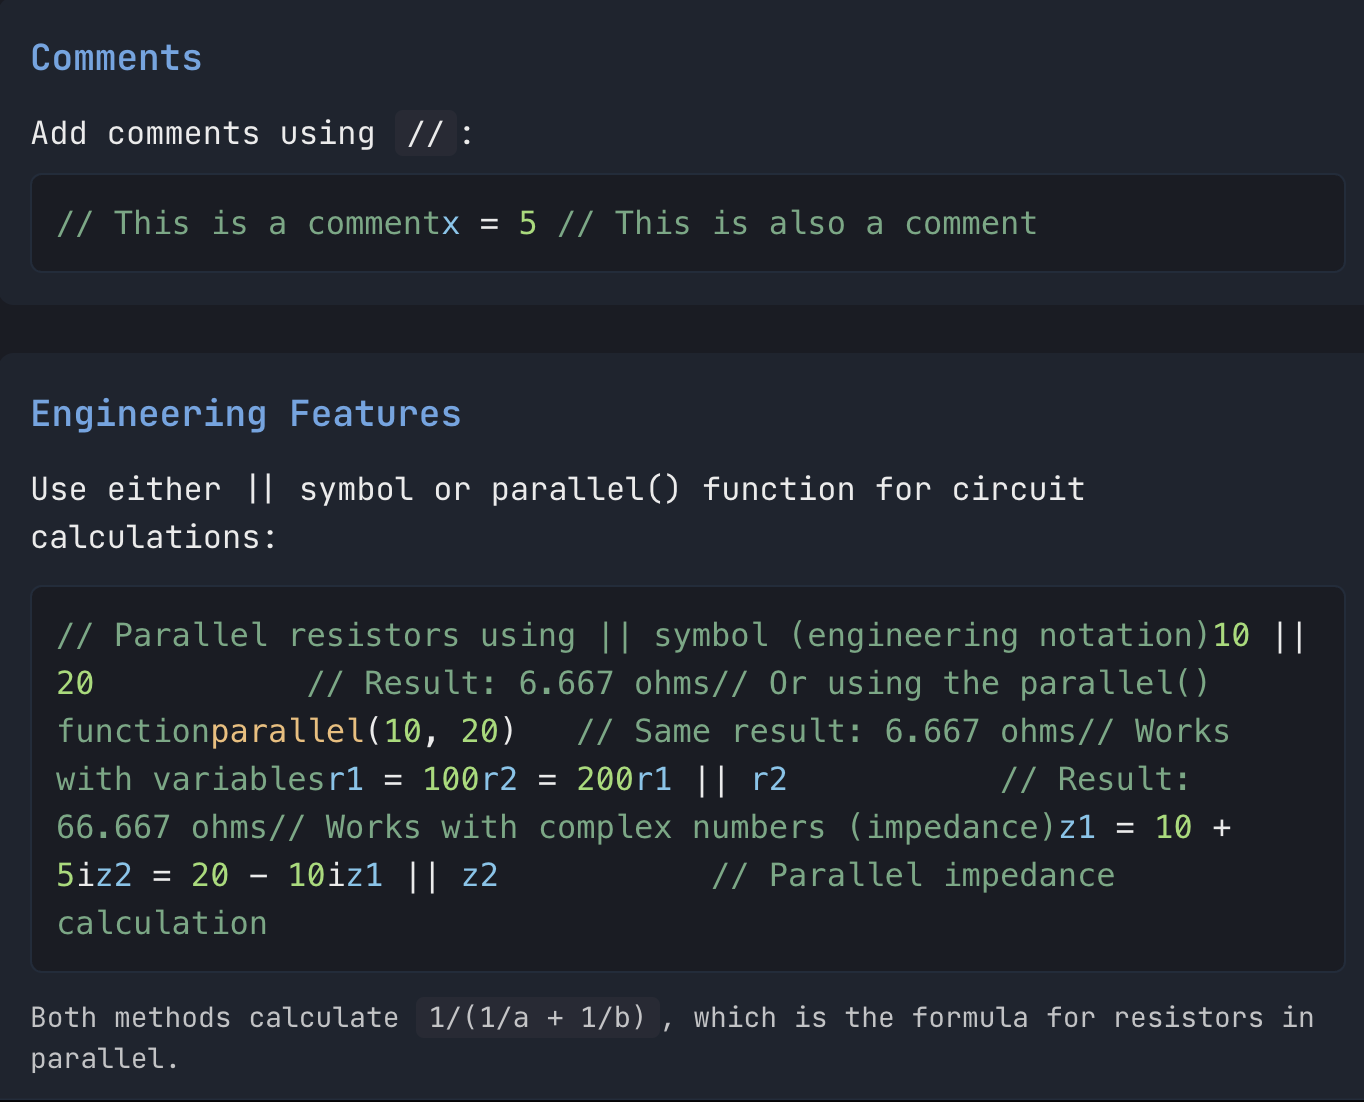 Comments
Add comments using // :
// This is a commentx = 5 // This is also a comment
Engineering Features
Use either || symbol or parallel() function for circuit
calculations:
// Parallel resistors using || symbol (engineering notation)10 ||
20           // Result: 6.667 ohms// Or using the parallel()
functionparallel(10, 20)   // Same result: 6.667 ohms// Works
with variablesr1 = 100r2 = 200r1 || r2           // Result:
66.667 ohms// Works with complex numbers (impedance)z1 = 10 +
5iz2 = 20 - 10iz1 || z2           // Parallel impedance
calculation
Both methods calculate 1/(1/a + 1/b) , which is the formula for resistors in
parallel.